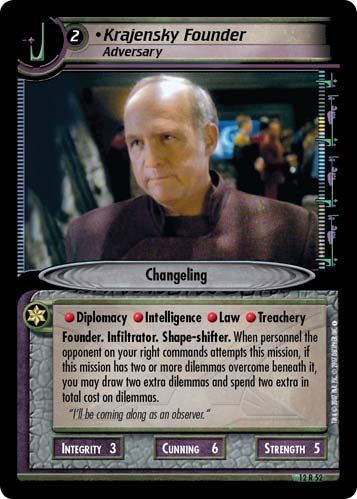 2
•Krajensky Founder
Adversary
Changeling
Diplomacy Intelligence Law Treachery
Founder. Infiltrator. Shape-shifter. When personnel the
opponent on your right commands attempts this mission, if
this mission has two or more dilemmas overcome beneath it,
you may draw two extra dilemmas and spend two extra in
total cost on dilemmas.
"I'll be coming along as an observer."
INTEGRITY 3
CUNNING 6
STRENGTH 5
12 R 52